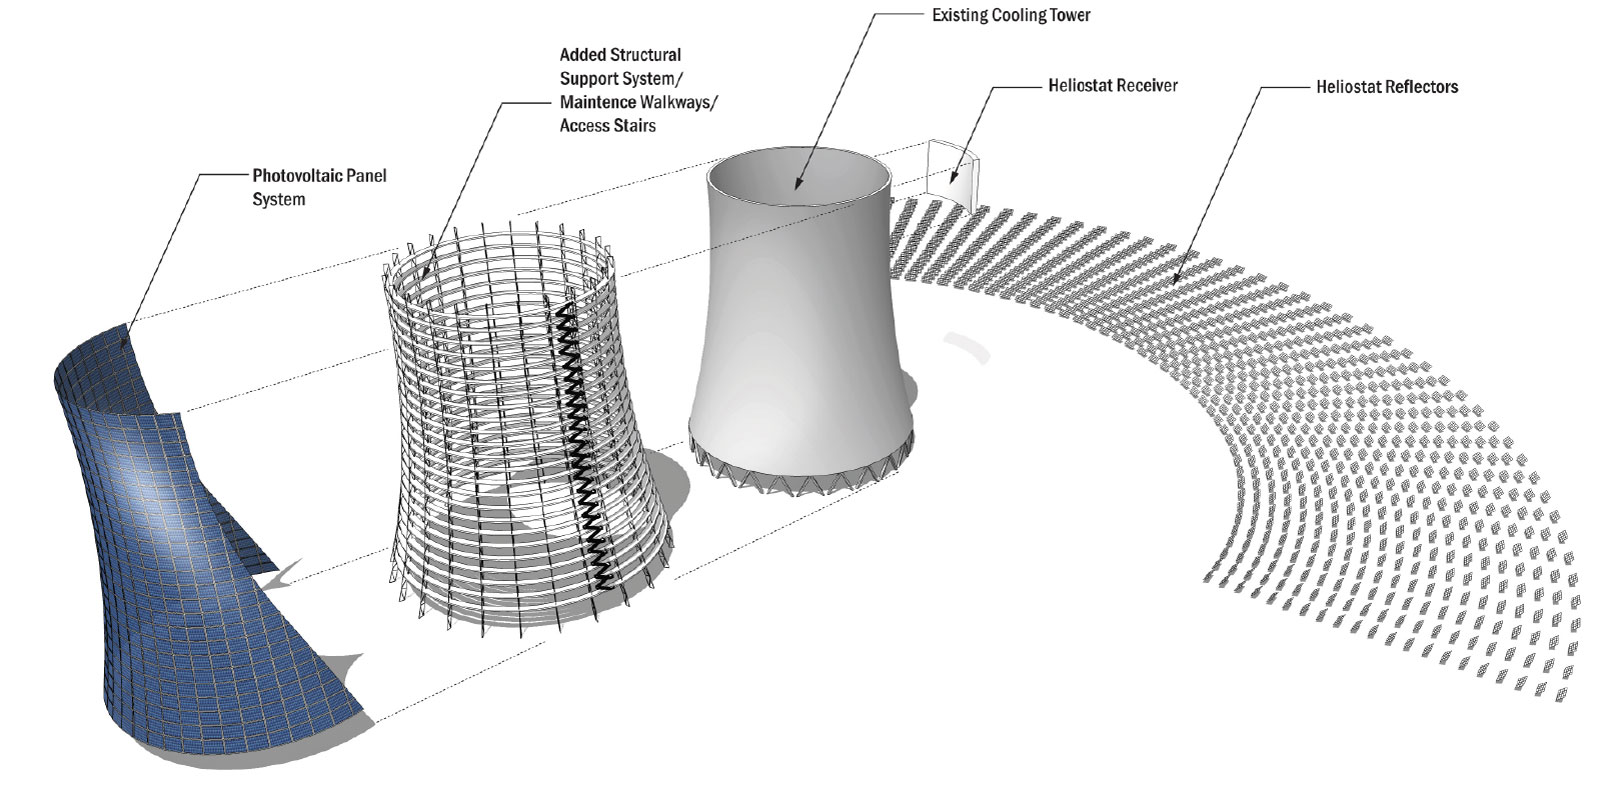 Existing Cooling Tower
Added Structural
Support System/
Maintence Walkways/
Access Stairs
Heliostat Receiver
Heliostat Reflectors
Photovoltaic Panel
System